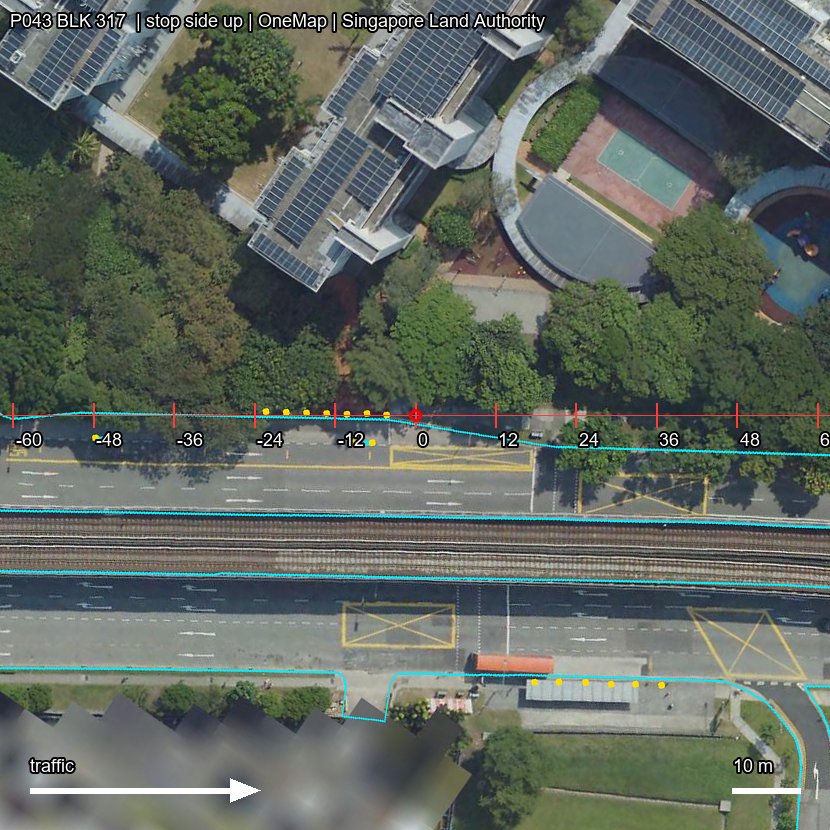 P043 BLK 317 | stop side up | OneMap | Singapore Land Authority
-60 -48 -36 -24 -12 0 12 24 36 48 6
traffic
10 m